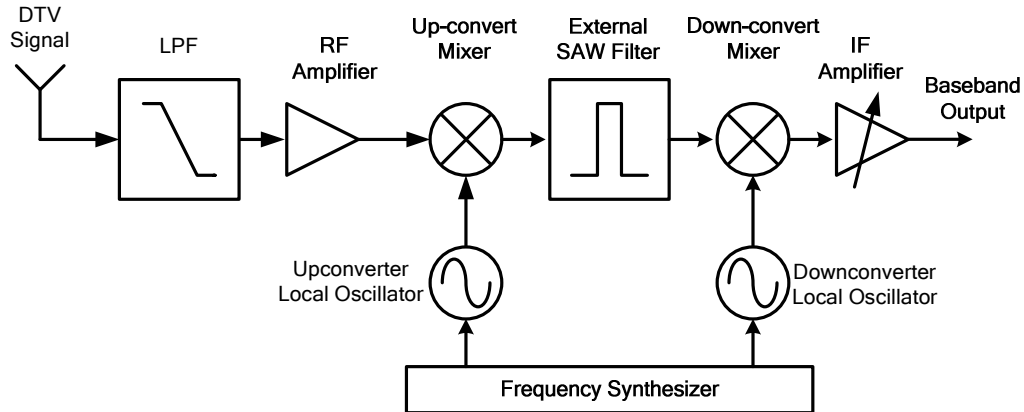 DTV
Signal
LPF
RF
Amplifier
Up-convert
Mixer
External
SAW Filter
Down-convert
Mixer
IF
Amplifier
Baseband
Output
Upconverter
Local Oscillator
Downconverter
Local Oscillator
Frequency Synthesizer